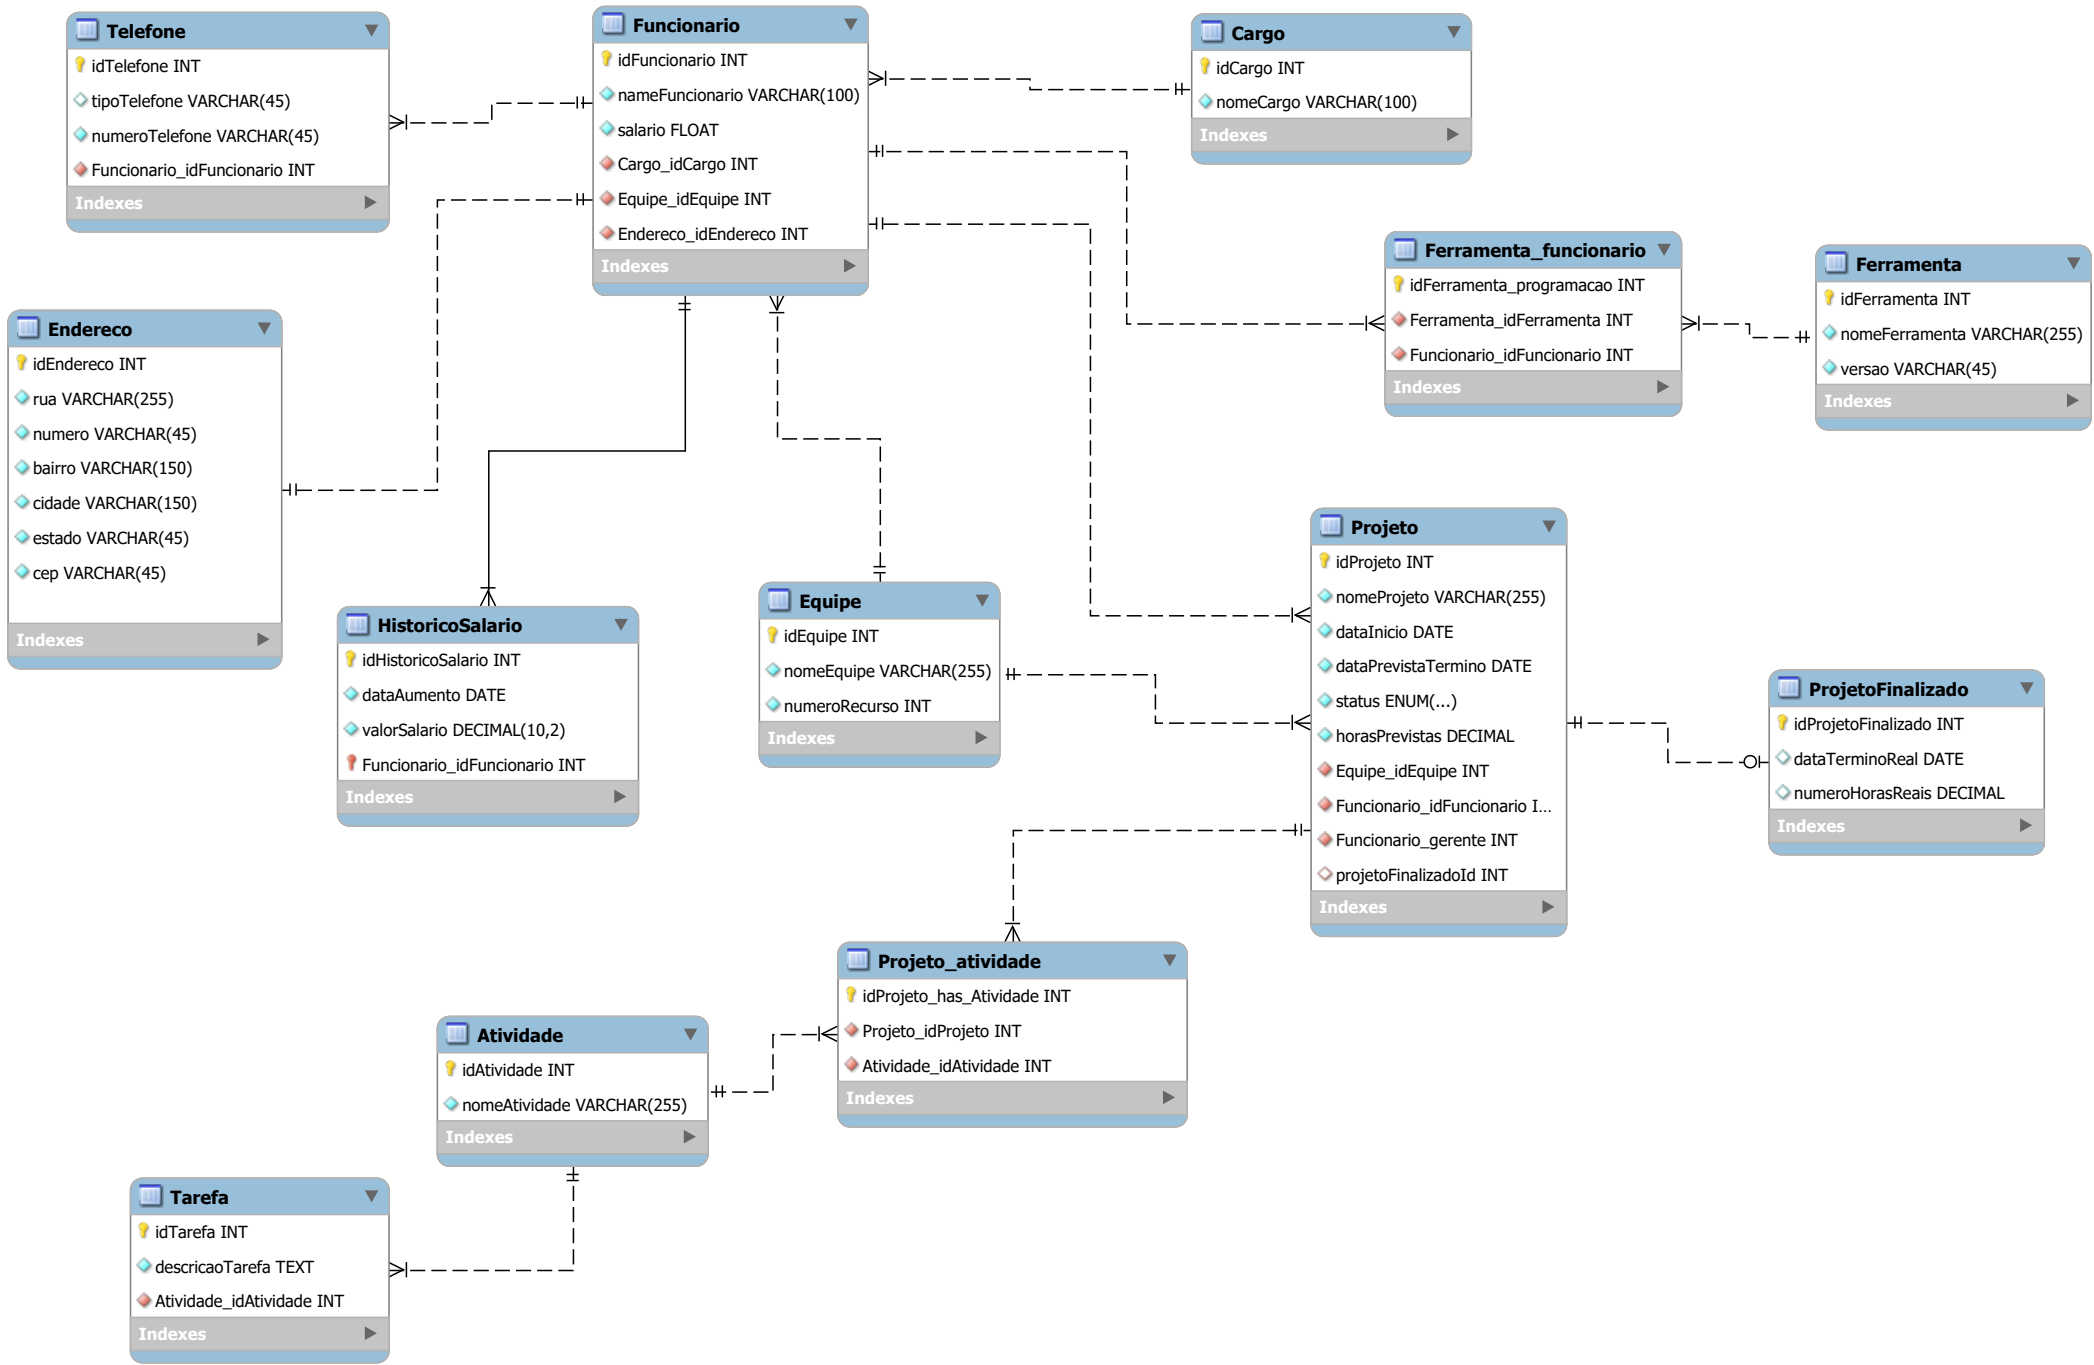 Telefone
idTelefone INT
tipoTelefone VARCHAR(45)
numeroTelefone VARCHAR(45)
Funcionario_idFuncionario INT
Indexes
Funcionario
idFuncionario INT
nameFuncionario VARCHAR(100)
salario FLOAT
Cargo_idCargo INT
Equipe_idEquipe INT
Endereco_idEndereco INT
Indexes
Cargo
idCargo INT
nomeCargo VARCHAR(100)
Indexes
Ferramenta_funcionario
idFerramenta_programacao INT
Ferramenta_idFerramenta INT
Funcionario_idFuncionario INT
Indexes
Ferramenta
idFerramenta INT
nomeFerramenta VARCHAR(255)
versao VARCHAR(45)
Indexes
Endereco
idEndereco INT
rua VARCHAR(255)
numero VARCHAR(45)
bairro VARCHAR(150)
cidade VARCHAR(150)
estado VARCHAR(45)
cep VARCHAR(45)
Indexes
HistoricoSalario
idHistoricoSalario INT
dataAumento DATE
valorSalario DECIMAL(10,2)
Funcionario_idFuncionario INT
Indexes
Equipe
idEquipe INT
nomeEquipe VARCHAR(255)
numeroRecurso INT
Indexes
Projeto
idProjeto INT
nomeProjeto VARCHAR(255)
dataInicio DATE
dataPrevistaTermino DATE
status ENUM(...)
horasPrevistas DECIMAL
Equipe_idEquipe INT
Funcionario_idFuncionario I...
Funcionario_gerente INT
projetoFinalizadoId INT
Indexes
ProjetoFinalizado
idProjetoFinalizado INT
dataTerminoReal DATE
numeroHorasReais DECIMAL
Indexes
Projeto_atividade
idProjeto_has_Atividade INT
Projeto_idProjeto INT
Atividade_idAtividade INT
Indexes
Atividade
idAtividade INT
nomeAtividade VARCHAR(255)
Indexes
Tarefa
idTarefa INT
descricaoTarefa TEXT
Atividade_idAtividade INT
Indexes